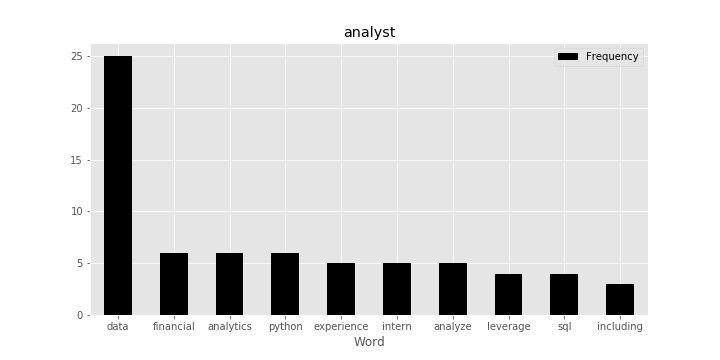 analyst
Frequency
25
20
15
10
5
0
data financial analytics python experience intern analyze leverage sql including
Word